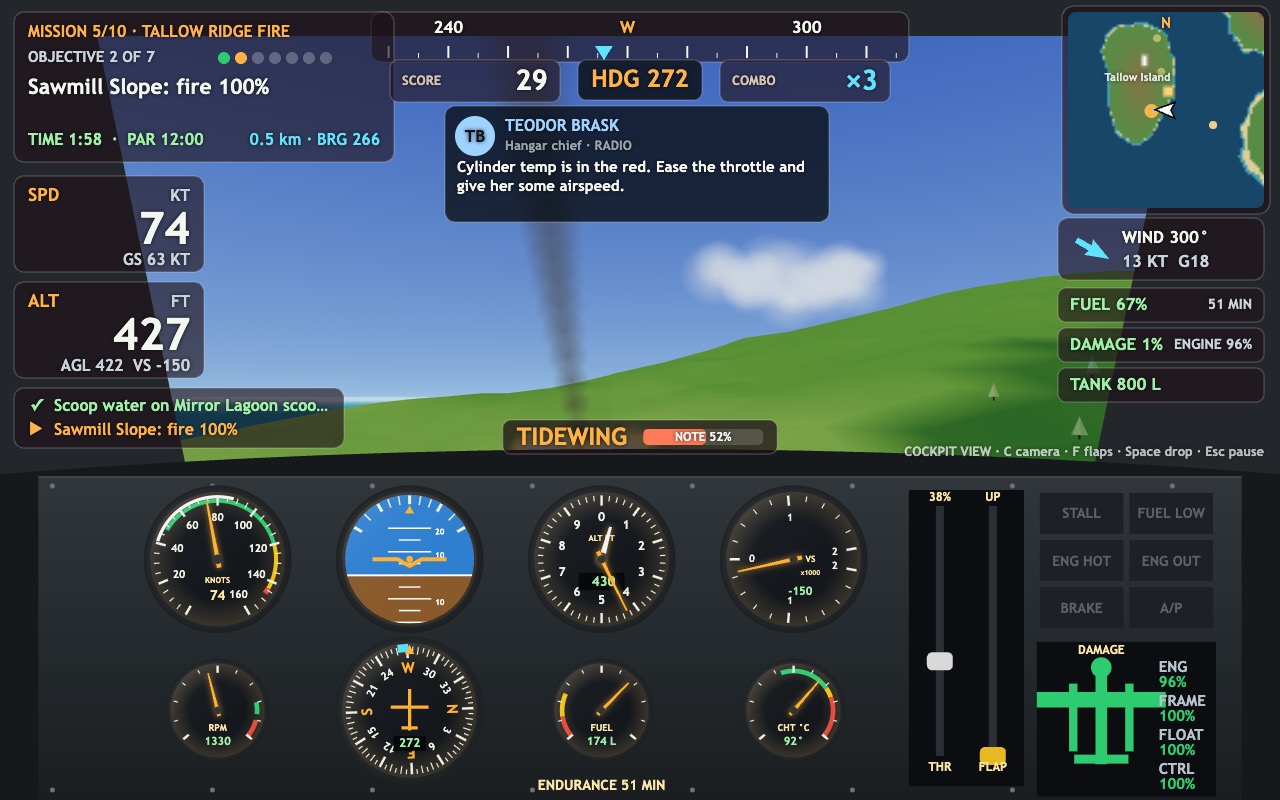 MISSION 5/10 · TALLOW RIDGE FIRE
OBJECTIVE 2 OF 7
Sawmill Slope: fire 100%
TIME 1:58 · PAR 12:00
0.5 km · BRG 266
240 W 300
SCORE 29
HDG 272
COMBO ×3
TB
TEODOR BRASK
Hangar chief · RADIO
Cylinder temp is in the red. Ease the throttle and
give her some airspeed.
N
Tallow Island
SPD KT
74
GS 63 KT
ALT FT
427
AGL 422 VS -150
WIND 300°
13 KT G18
FUEL 67% 51 MIN
DAMAGE 1% ENGINE 96%
TANK 800 L
✓ Scoop water on Mirror Lagoon scoo...
Sawmill Slope: fire 100%
TIDEWING
NOTE 52%
COCKPIT VIEW · C camera · F flaps · Space drop · Esc pause
20 40 60 80 100 120 140 160
KNOTS
74
20
10
10
0 1 2 3 4 5 6 7 8 9
ALT FT
430
1
0
2
2
1
VS
x1000
-150
RPM
1330
W 30 33 N 3 6 E 12 S 21 24
272
FUEL
174 L
CHT °C
92°
ENDURANCE 51 MIN
38% UP
THR FLAP
STALL FUEL LOW
ENG HOT ENG OUT
BRAKE A/P
DAMAGE
ENG
96%
FRAME
100%
FLOAT
100%
CTRL
100%